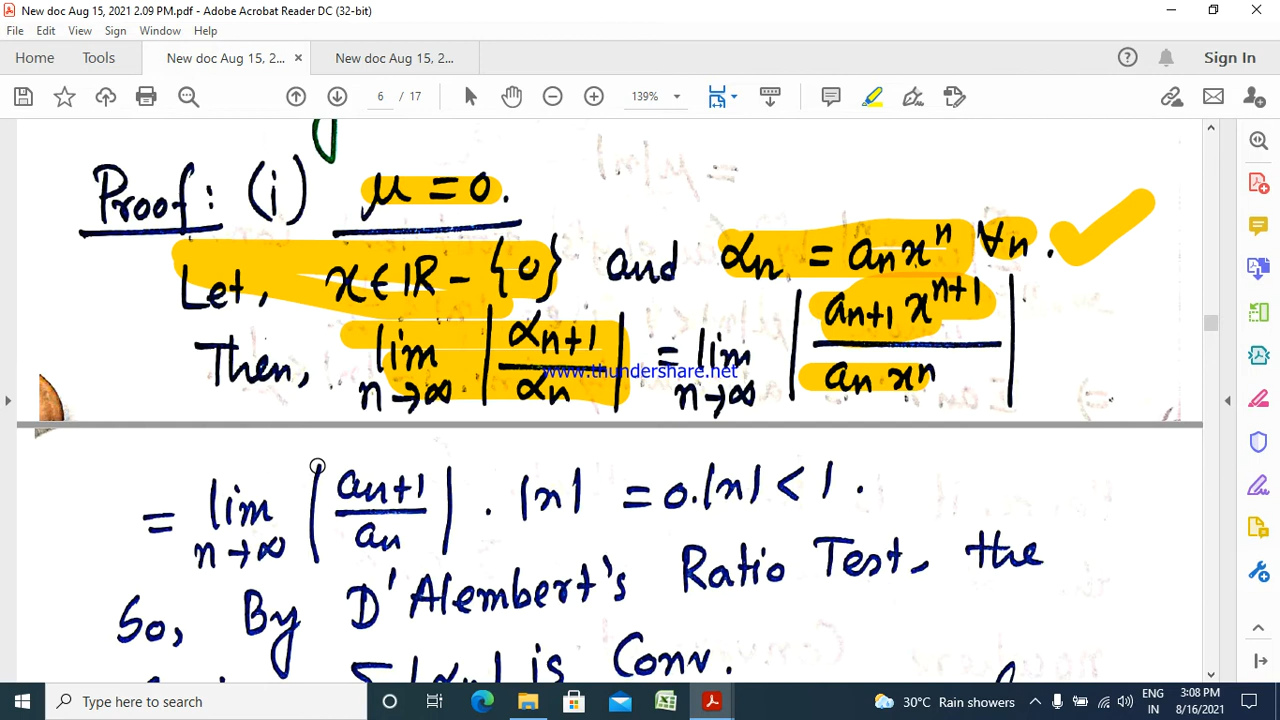 New doc Aug 15, 2021 2.09 PM.pdf - Adobe Acrobat Reader DC (32-bit)
File Edit View Sign Window Help
Home Tools New doc Aug 15, 2... × New doc Aug 15, 2... Sign In
6 / 17 139%
Proof: (i) μ = 0.
Let, x ∈ IR - {0} and αn = an x^n ∀n.
Then, lim n→∞ |αn+1 / αn| = lim n→∞ |an+1 x^n+1 / an x^n|
www.thundershare.net
= lim n→∞ |an+1 / an| . |x| = 0.|x| < 1.
So, By D'Alembert's Ratio Test, the
Σ|αn| is Conv.
Type here to search
30°C Rain showers
ENG
IN
3:08 PM
8/16/2021